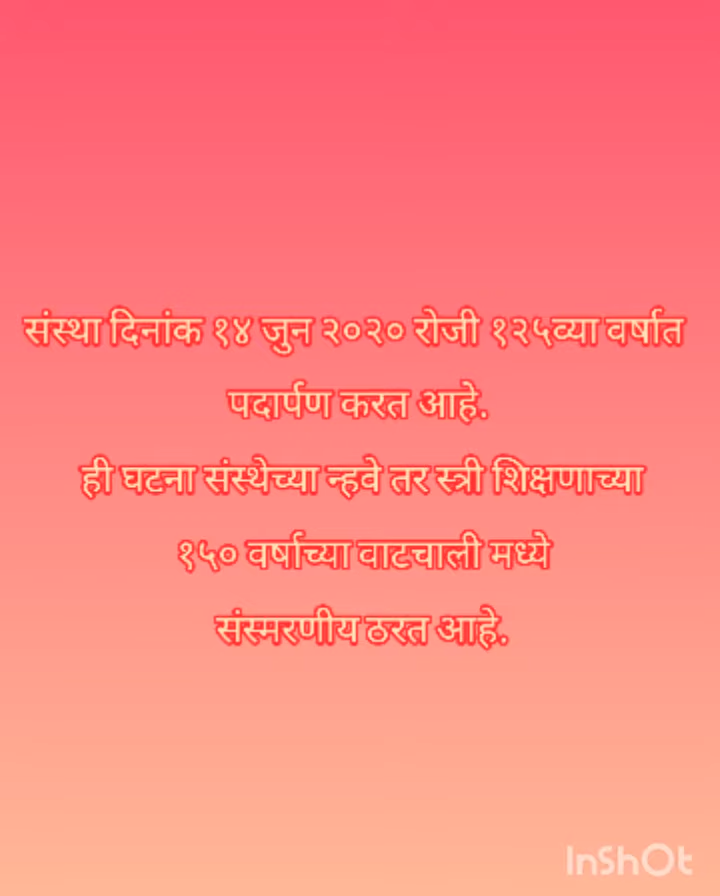 संस्था दिनांक १४ जुन २०२० रोजी १२५व्या वर्षात
पदार्पण करत आहे.
ही घटना संस्थेच्या न्हवे तर स्त्री शिक्षणाच्या
१५० वर्षाच्या वाटचाली मध्ये
संस्मरणीय ठरत आहे.
InShOt